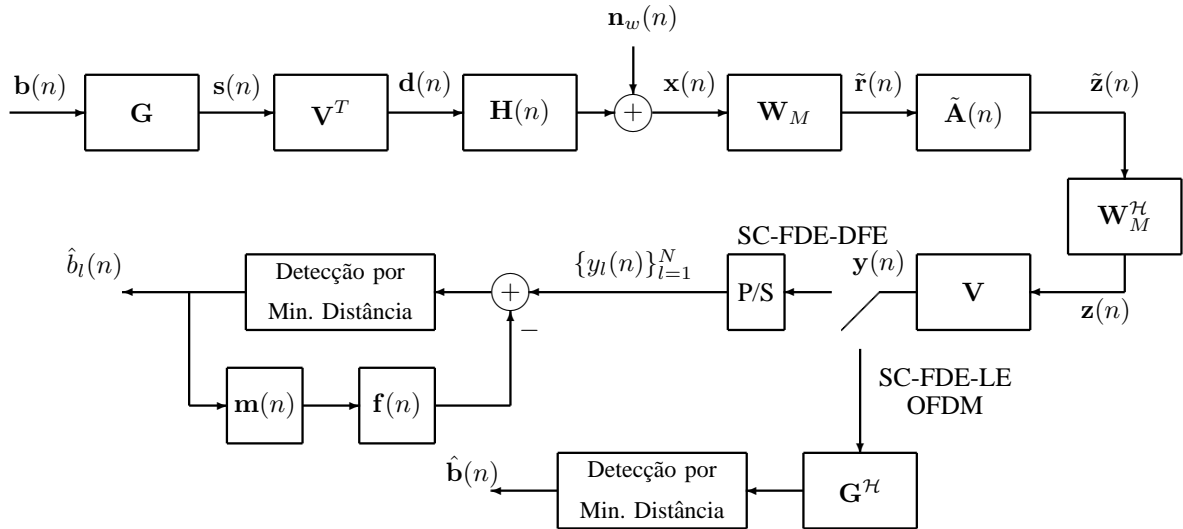 𝐧_w(n)
𝐛(n)
𝐆
𝐬(n)
𝐕^T
𝐝(n)
𝐇(n)
+
𝐱(n)
𝐖_M
𝐫̃(n)
𝐀̃(n)
𝐳̃(n)
𝐖_M^ℋ
𝐳(n)
𝐕
𝐲(n)
SC-FDE-DFE
P/S
{y_l(n)}_{l=1}^N
+
−
Detecção por
Min. Distância
b̂_l(n)
𝐦(n)
𝐟(n)
SC-FDE-LE
OFDM
𝐆^ℋ
Detecção por
Min. Distância
𝐛̂(n)